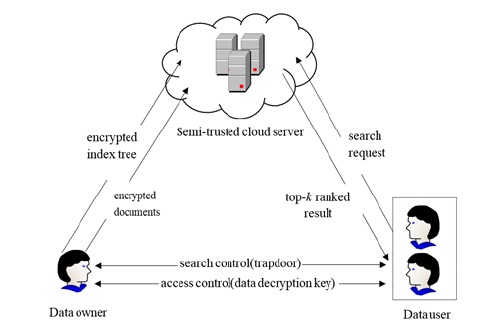 Semi-trusted cloud server
encrypted
index tree
search
request
encrypted
documents
top-k ranked
result
search control(trapdoor)
access control(data decryption key)
Data owner
Data user